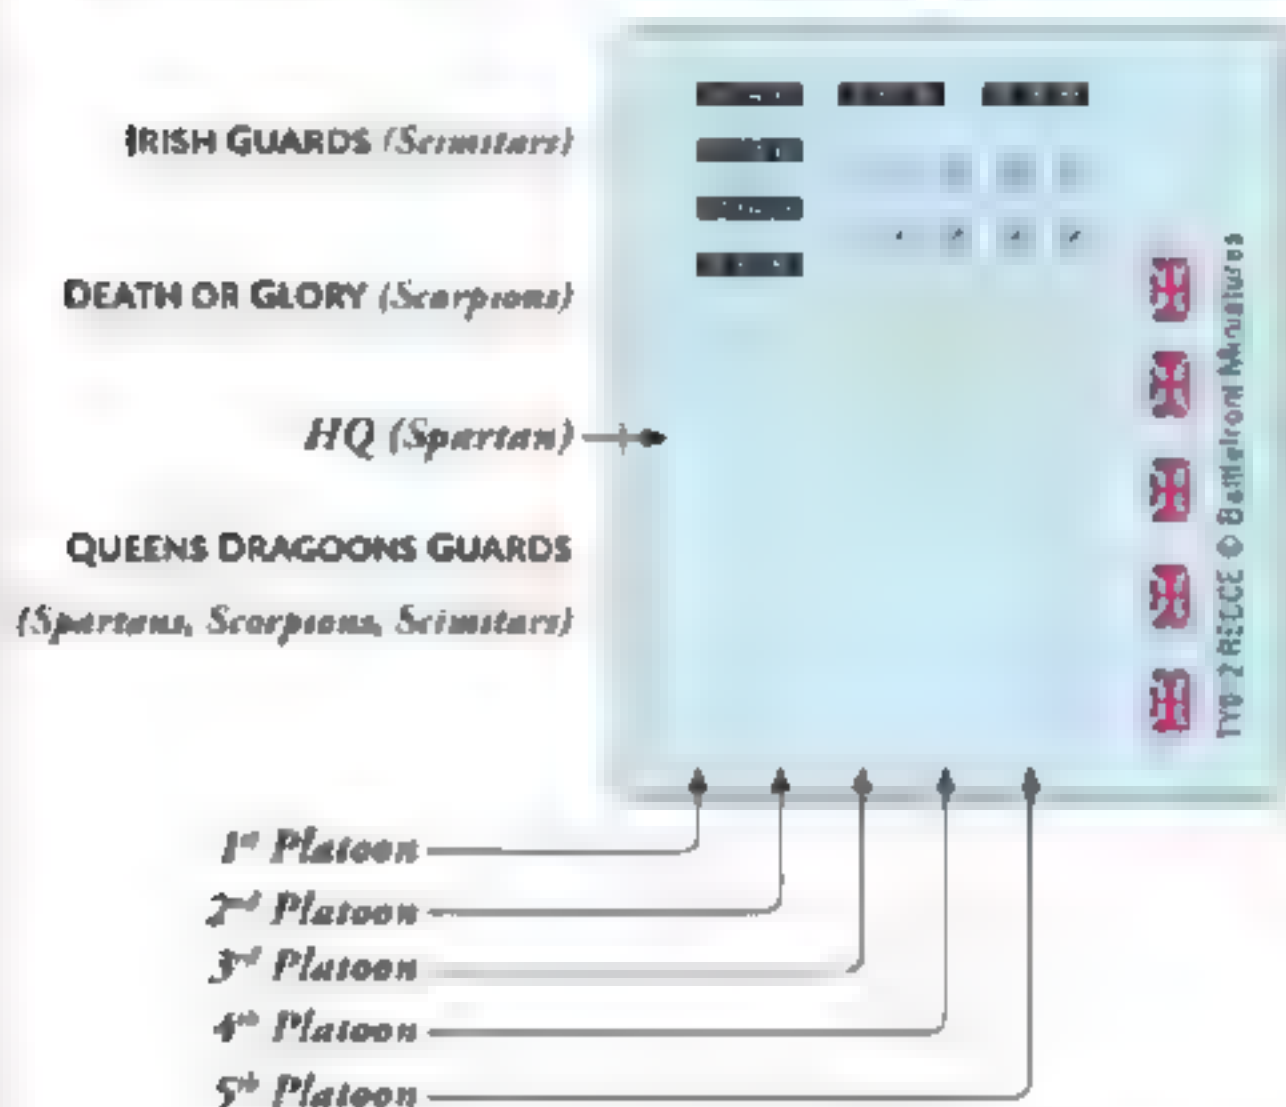 IRISH GUARDS (Scimitars)
DEATH OR GLORY (Scorpions)
HQ (Spartan)
QUEENS DRAGOONS GUARDS
(Spartans, Scorpions, Scimitars)
1st Platoon
2nd Platoon
3rd Platoon
4th Platoon
5th Platoon
RECCE © Battlefront Miniatures